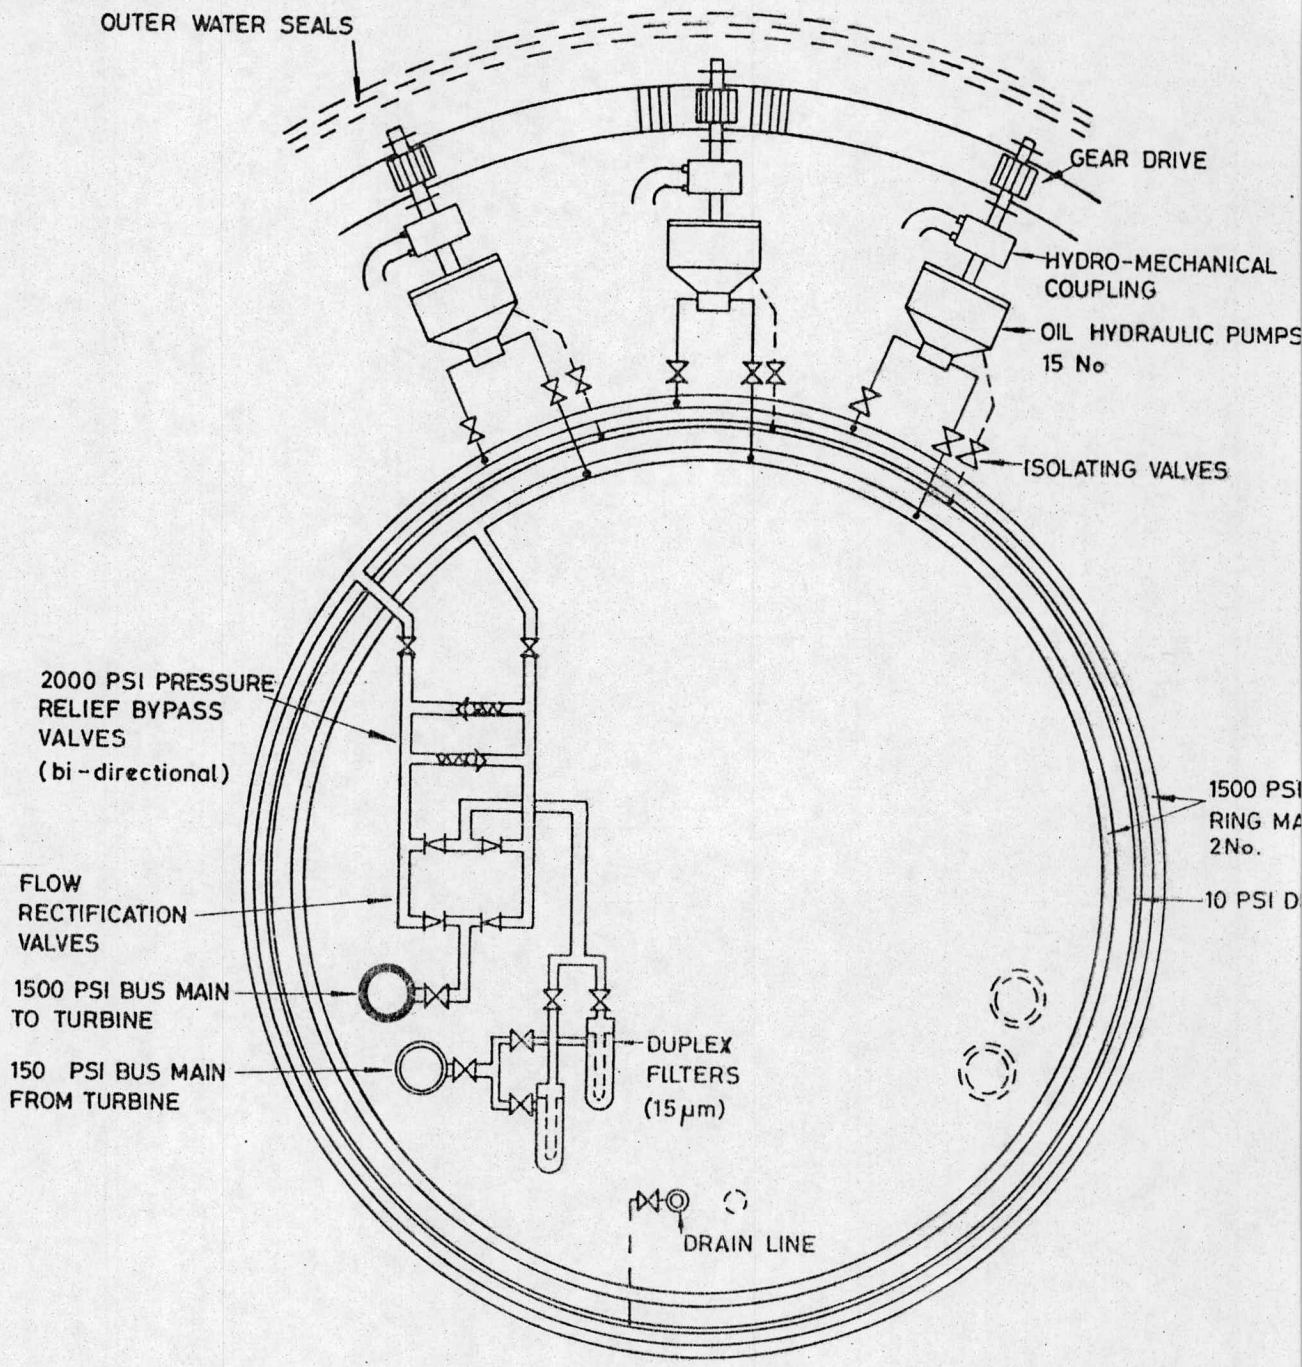 OUTER WATER SEALS
GEAR DRIVE
HYDRO-MECHANICAL
COUPLING
OIL HYDRAULIC PUMPS
15 No
ISOLATING VALVES
2000 PSI PRESSURE
RELIEF BYPASS
VALVES
(bi-directional)
1500 PSI
RING MA
2No.
FLOW
RECTIFICATION
VALVES
10 PSI D
1500 PSI BUS MAIN
TO TURBINE
DUPLEX
FILTERS
(15μm)
150 PSI BUS MAIN
FROM TURBINE
DRAIN LINE